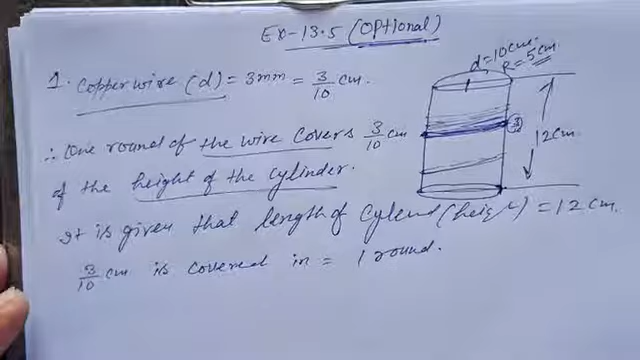 Ex-13.5 (Optional)
d=10cm.
R=5cm.
1. Copper wire (d) = 3mm = 3/10 cm.
12cm
∴ One round of the wire covers 3/10 cm
of the height of the cylinder.
It is given that length of Cylend (heigt) = 12 cm.
3/10 cm is covered in = 1 round.